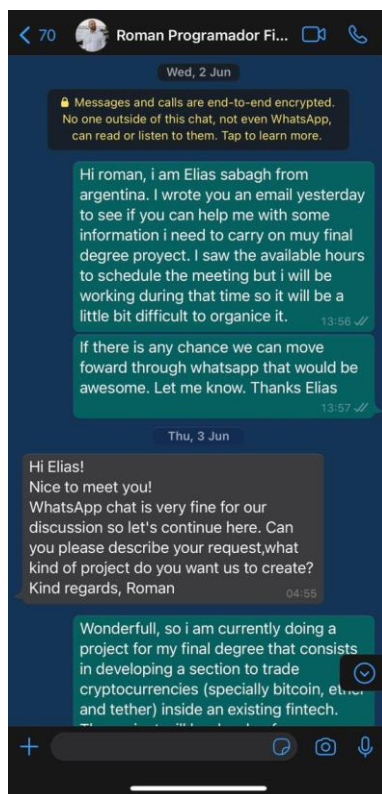 70
Roman Programador Fi...
Wed, 2 Jun
Messages and calls are end-to-end encrypted.
No one outside of this chat, not even WhatsApp,
can read or listen to them. Tap to learn more.
Hi roman, i am Elias sabagh from
argentina. I wrote you an email yesterday
to see if you can help me with some
information i need to carry on muy final
degree proyect. I saw the available hours
to schedule the meeting but i will be
working during that time so it will be a
little bit difficult to organice it.
13:56
If there is any chance we can move
foward through whatsapp that would be
awesome. Let me know. Thanks Elias
13:57
Thu, 3 Jun
Hi Elias!
Nice to meet you!
WhatsApp chat is very fine for our
discussion so let's continue here. Can
you please describe your request,what
kind of project do you want us to create?
Kind regards, Roman
04:55
Wonderfull, so i am currently doing a
project for my final degree that consists
in developing a section to trade
cryptocurrencies (specially bitcoin, ether
and tether) inside an existing fintech.